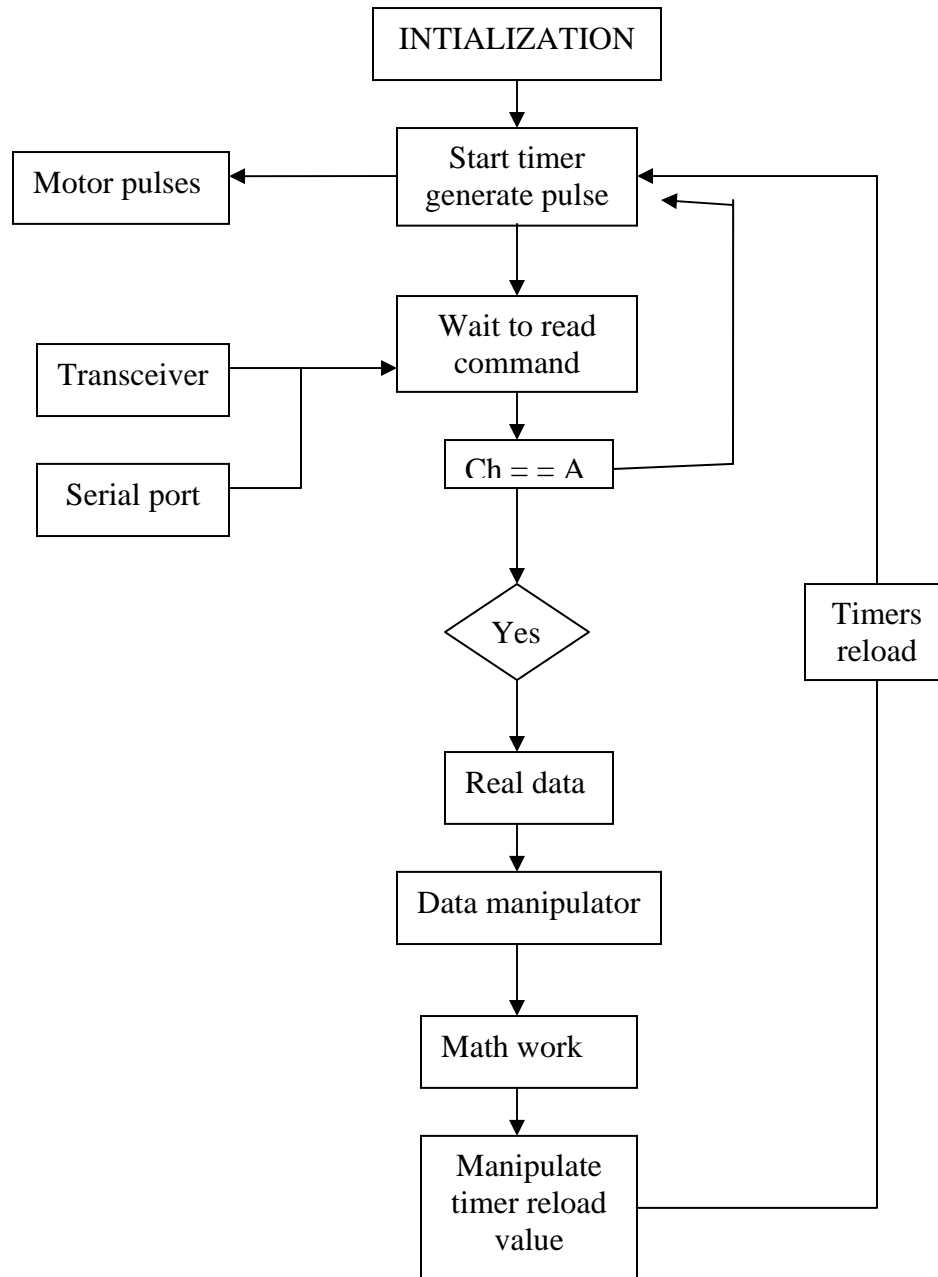 INTIALIZATION
Start timer
generate pulse
Motor pulses
Wait to read
command
Transceiver
Ch = = A
Serial port
Yes
Timers
reload
Real data
Data manipulator
Math work
Manipulate
timer reload
value